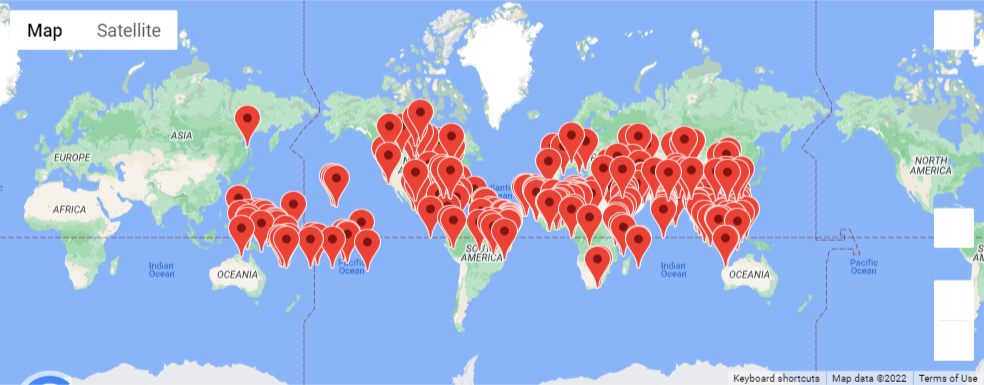 Map Satellite
ASIA
EUROPE
NORTH
AMERICA
AFRICA
Indian
Ocean
OCEANIA
Pacific
Ocean
SOUTH
AMERICA
Indian
Ocean
OCEANIA
Pacific
Ocean
Keyboard shortcuts Map data ©2022 Terms of Use